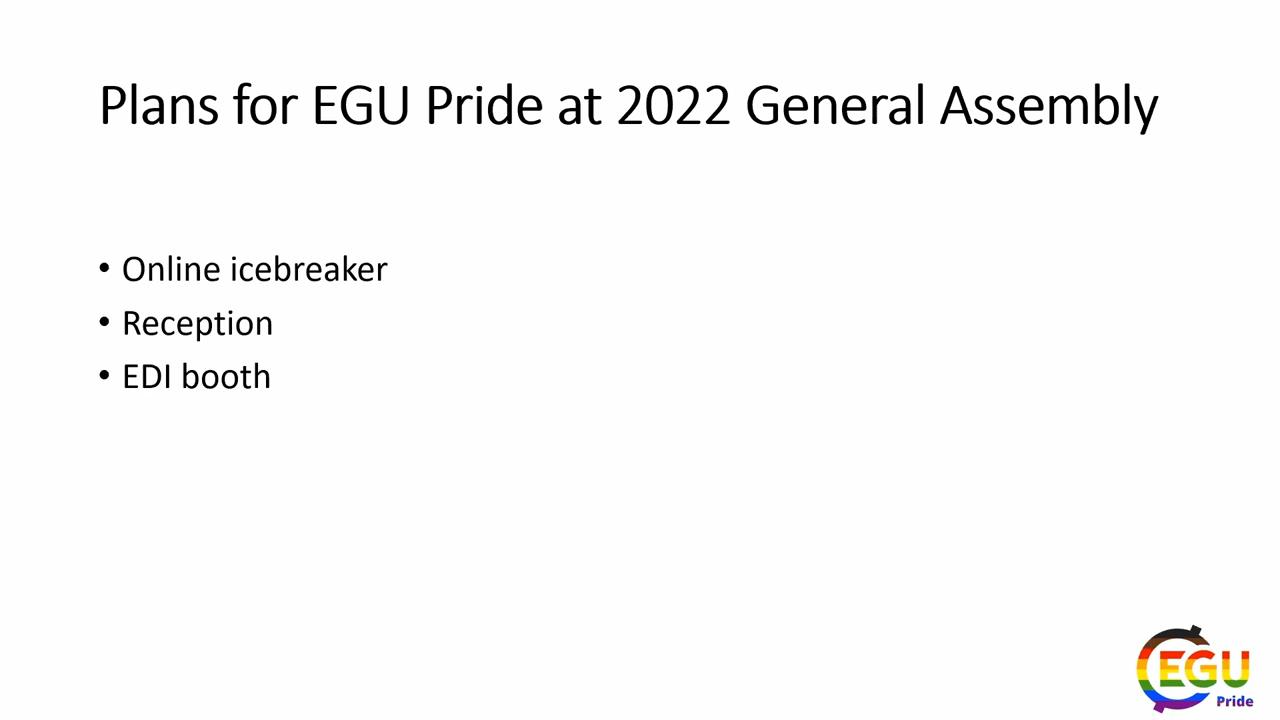 Plans for EGU Pride at 2022 General Assembly
• Online icebreaker
• Reception
• EDI booth
EGU
Pride